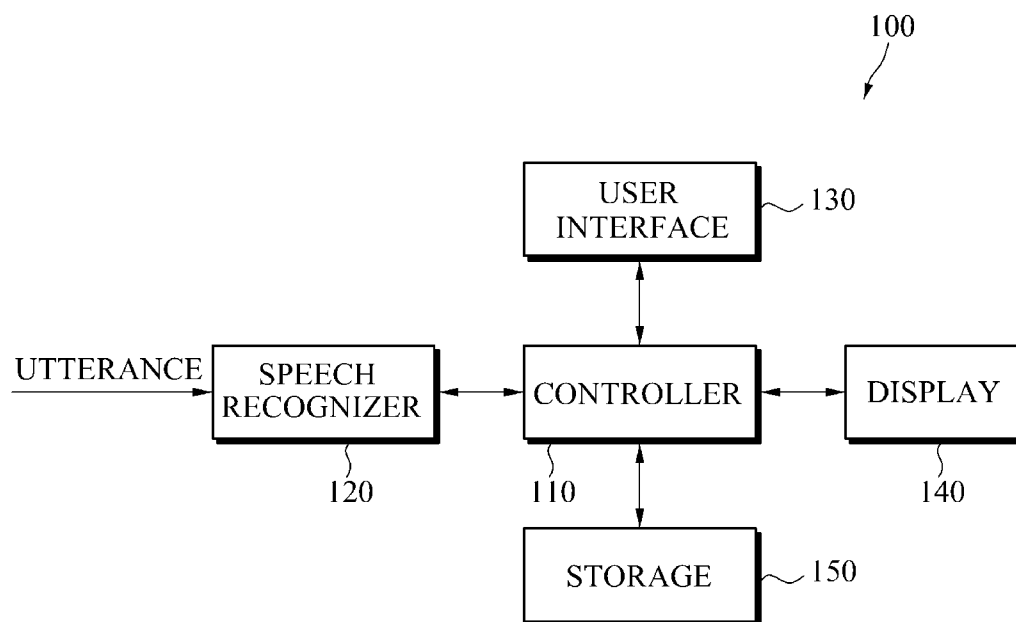 100
USER
INTERFACE
130
UTTERANCE
SPEECH
RECOGNIZER
CONTROLLER
DISPLAY
120
110
140
STORAGE
150